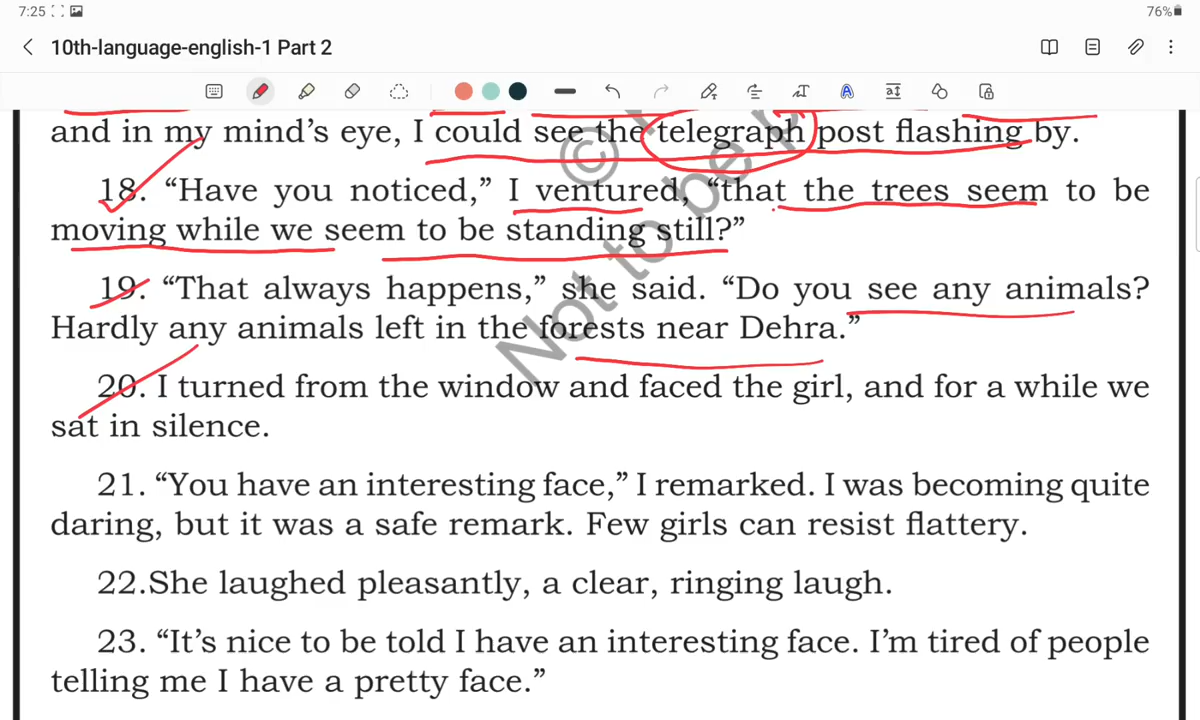 7:25
76%
10th-language-english-1 Part 2
and in my mind's eye, I could see the telegraph post flashing by.
18. “Have you noticed,” I ventured, “that the trees seem to be
moving while we seem to be standing still?”
19. “That always happens,” she said. “Do you see any animals?
Hardly any animals left in the forests near Dehra.”
20. I turned from the window and faced the girl, and for a while we
sat in silence.
21. “You have an interesting face,” I remarked. I was becoming quite
daring, but it was a safe remark. Few girls can resist flattery.
22.She laughed pleasantly, a clear, ringing laugh.
23. “It's nice to be told I have an interesting face. I'm tired of people
telling me I have a pretty face.”
© 
Not to be